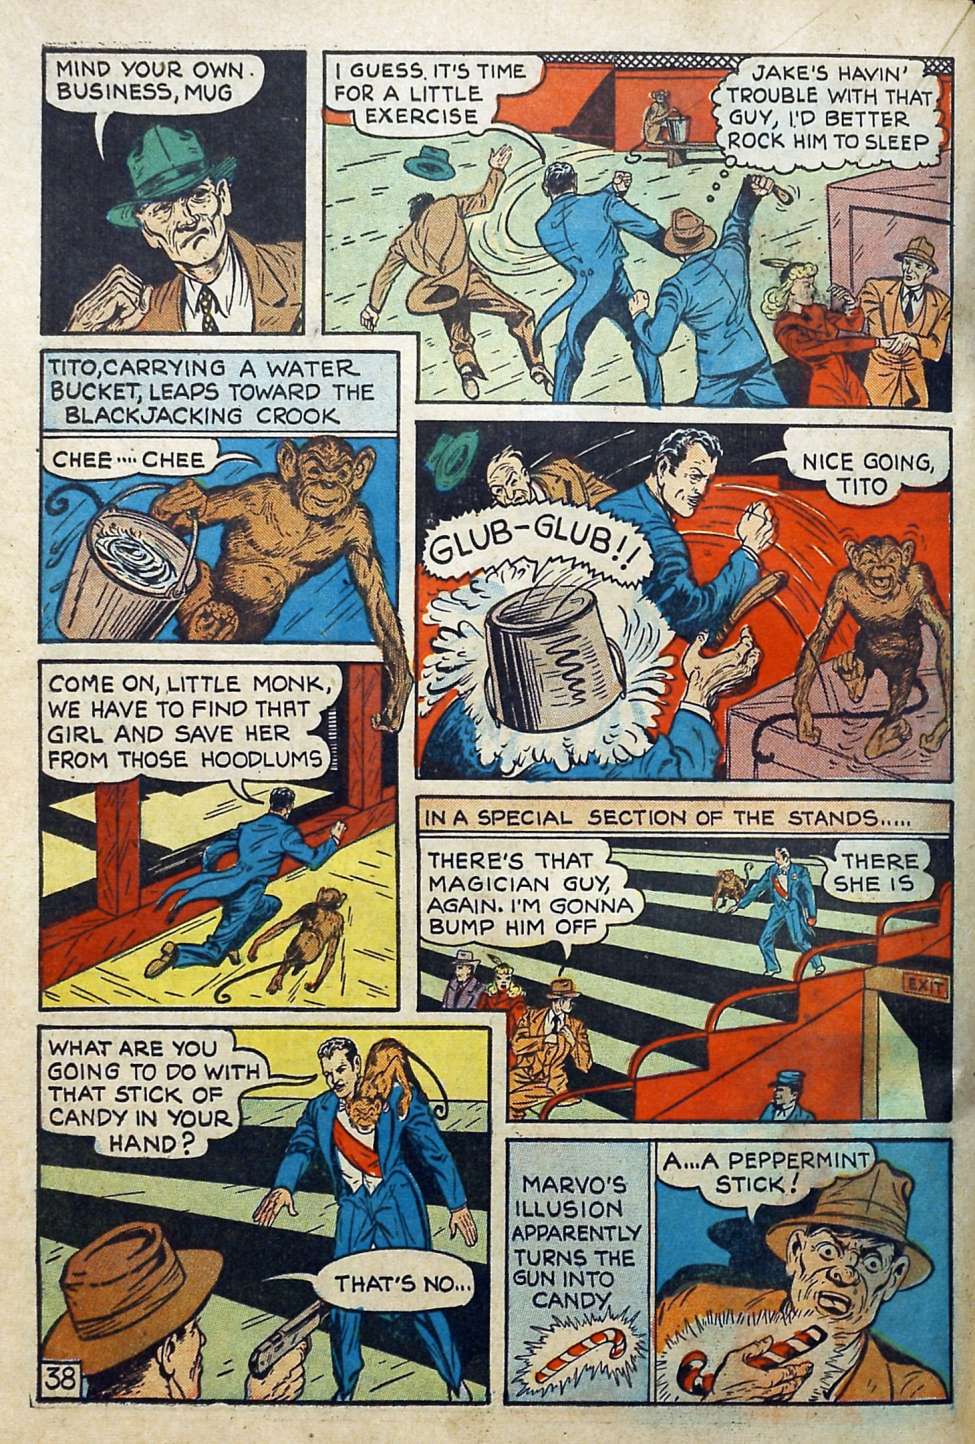 MIND YOUR OWN
BUSINESS, MUG
I GUESS, IT'S TIME
FOR A LITTLE
EXERCISE
JAKE'S HAVIN'
TROUBLE WITH THAT
GUY, I'D BETTER
ROCK HIM TO SLEEP
TITO, CARRYING A WATER
BUCKET, LEAPS TOWARD THE
BLACKJACKING CROOK
CHEE....CHEE
GLUB-GLUB!!
NICE GOING,
TITO
COME ON, LITTLE MONK,
WE HAVE TO FIND THAT
GIRL AND SAVE HER
FROM THOSE HOODLUMS
IN A SPECIAL SECTION OF THE STANDS.....
THERE'S THAT
MAGICIAN GUY,
AGAIN. I'M GONNA
BUMP HIM OFF
THERE
SHE IS
EXIT
WHAT ARE YOU
GOING TO DO WITH
THAT STICK OF
CANDY IN YOUR
HAND?
THAT'S NO...
38
MARVO'S
ILLUSION
APPARENTLY
TURNS THE
GUN INTO
CANDY
A...A PEPPERMINT
STICK!